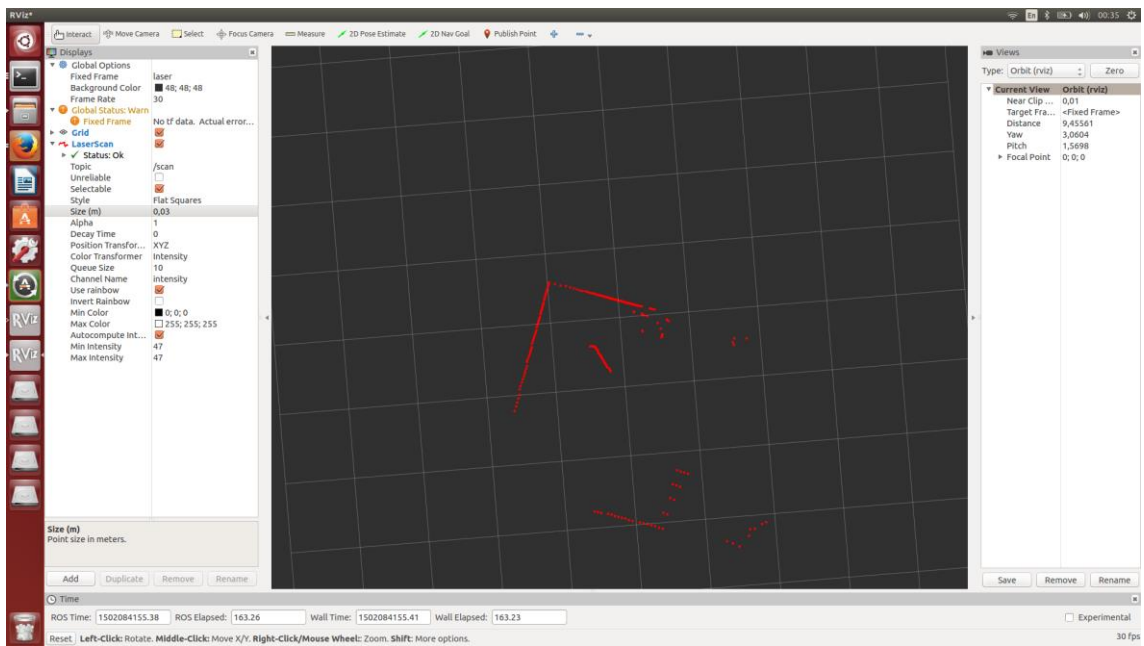 RViz*
En
00:35
Interact Move Camera Select Focus Camera Measure 2D Pose Estimate 2D Nav Goal Publish Point
Displays
Global Options
Fixed Frame laser
Background Color 48; 48; 48
Frame Rate 30
Global Status: Warn
Fixed Frame No tf data. Actual error...
Grid
LaserScan
Status: Ok
Topic /scan
Unreliable
Selectable
Style Flat Squares
Size (m) 0,03
Alpha 1
Decay Time 0
Position Transfor... XYZ
Color Transformer Intensity
Queue Size 10
Channel Name intensity
Use rainbow
Invert Rainbow
Min Color 0; 0; 0
Max Color 255; 255; 255
Autocompute Int...
Min Intensity 47
Max Intensity 47
Size (m)
Point size in meters.
Add Duplicate Remove Rename
Views
Type: Orbit (rviz) Zero
Current View Orbit (rviz)
Near Clip ... 0,01
Target Fra... <Fixed Frame>
Distance 9,45561
Yaw 3,0604
Pitch 1,5698
Focal Point 0; 0; 0
Save Remove Rename
RViz
RViz
Time
ROS Time: 1502084155.38 ROS Elapsed: 163.26 Wall Time: 1502084155.41 Wall Elapsed: 163.23 Experimental
Reset Left-Click: Rotate. Middle-Click: Move X/Y. Right-Click/Mouse Wheel:: Zoom. Shift: More options. 30 fps